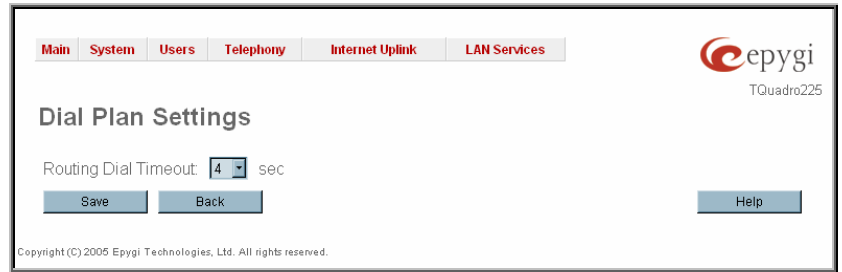 Main System Users Telephony Internet Uplink LAN Services
epygi
TQuadro225
Dial Plan Settings
Routing Dial Timeout: 4 sec
Save Back Help
Copyright (C) 2005 Epygi Technologies, Ltd. All rights reserved.